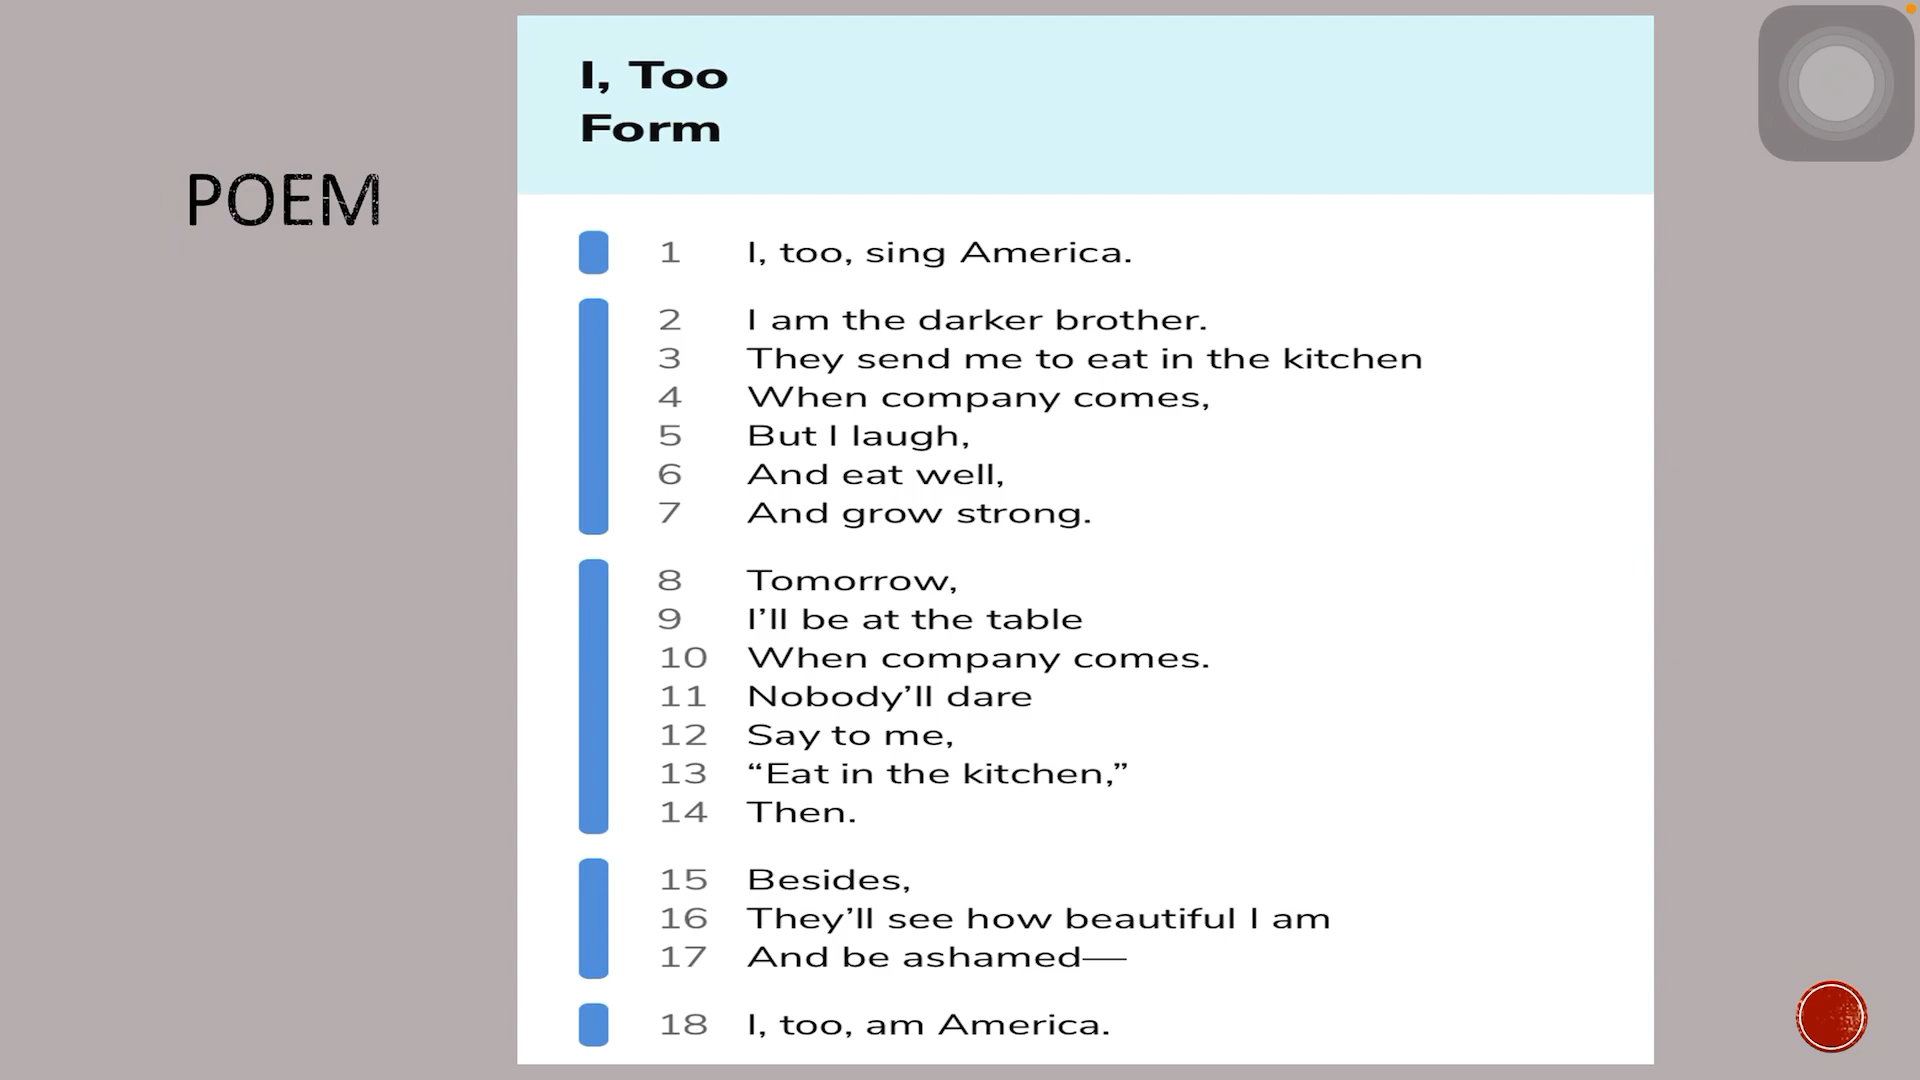 POEM
I, Too
Form
1 I, too, sing America.
2 I am the darker brother.
3 They send me to eat in the kitchen
4 When company comes,
5 But I laugh,
6 And eat well,
7 And grow strong.
8 Tomorrow,
9 I’ll be at the table
10 When company comes.
11 Nobody’ll dare
12 Say to me,
13 “Eat in the kitchen,”
14 Then.
15 Besides,
16 They’ll see how beautiful I am
17 And be ashamed—
18 I, too, am America.